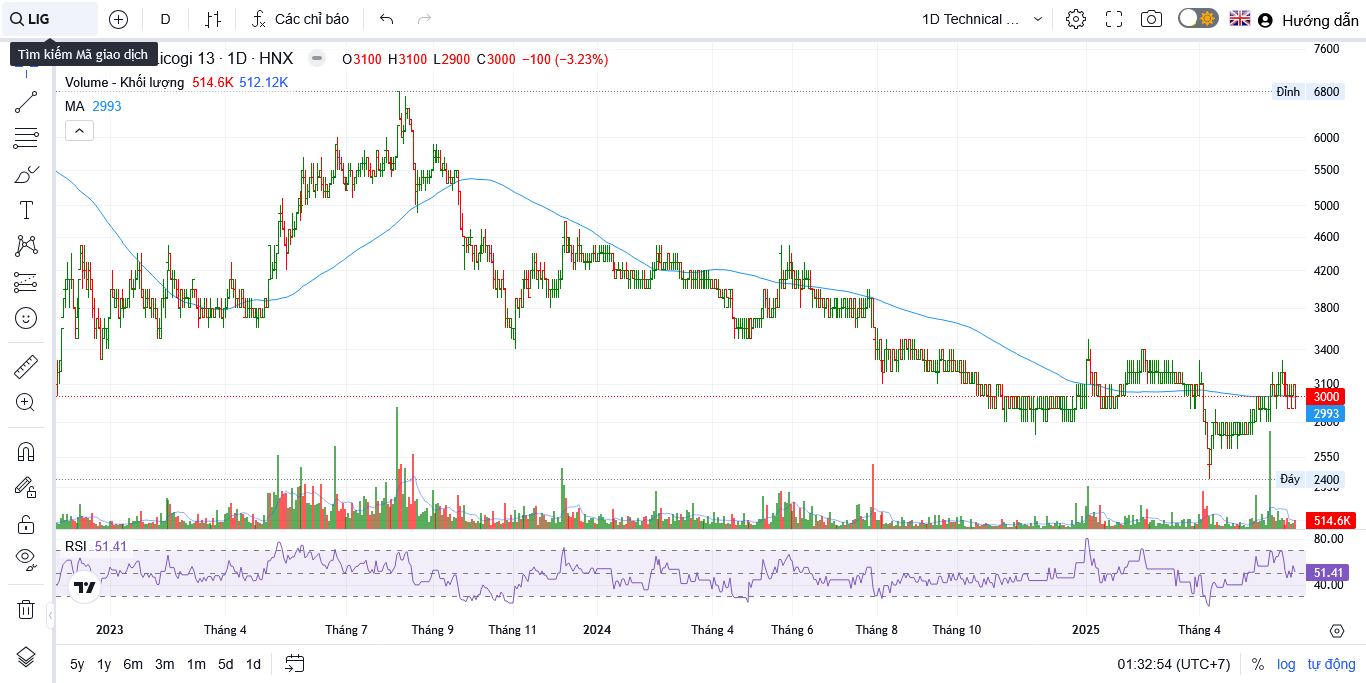 LIG D Các chỉ báo 1D Technical ... Hướng dẫn
Tìm kiếm Mã giao dịch
Licogi 13 · 1D · HNX O3100 H3100 L2900 C3000 −100 (−3.23%)
Volume - Khối lượng 514.6K 512.12K
MA 2993
7600
Đỉnh 6800
6000
5500
5000
4600
4200
3800
3400
3100
3000
2993
2800
2550
Đáy 2400
514.6K
RSI 51.41
80.00
51.41
40.00
2023 Tháng 4 Tháng 7 Tháng 9 Tháng 11 2024 Tháng 4 Tháng 6 Tháng 8 Tháng 10 2025 Tháng 4
5y 1y 6m 3m 1m 5d 1d 01:32:54 (UTC+7) % log tự động